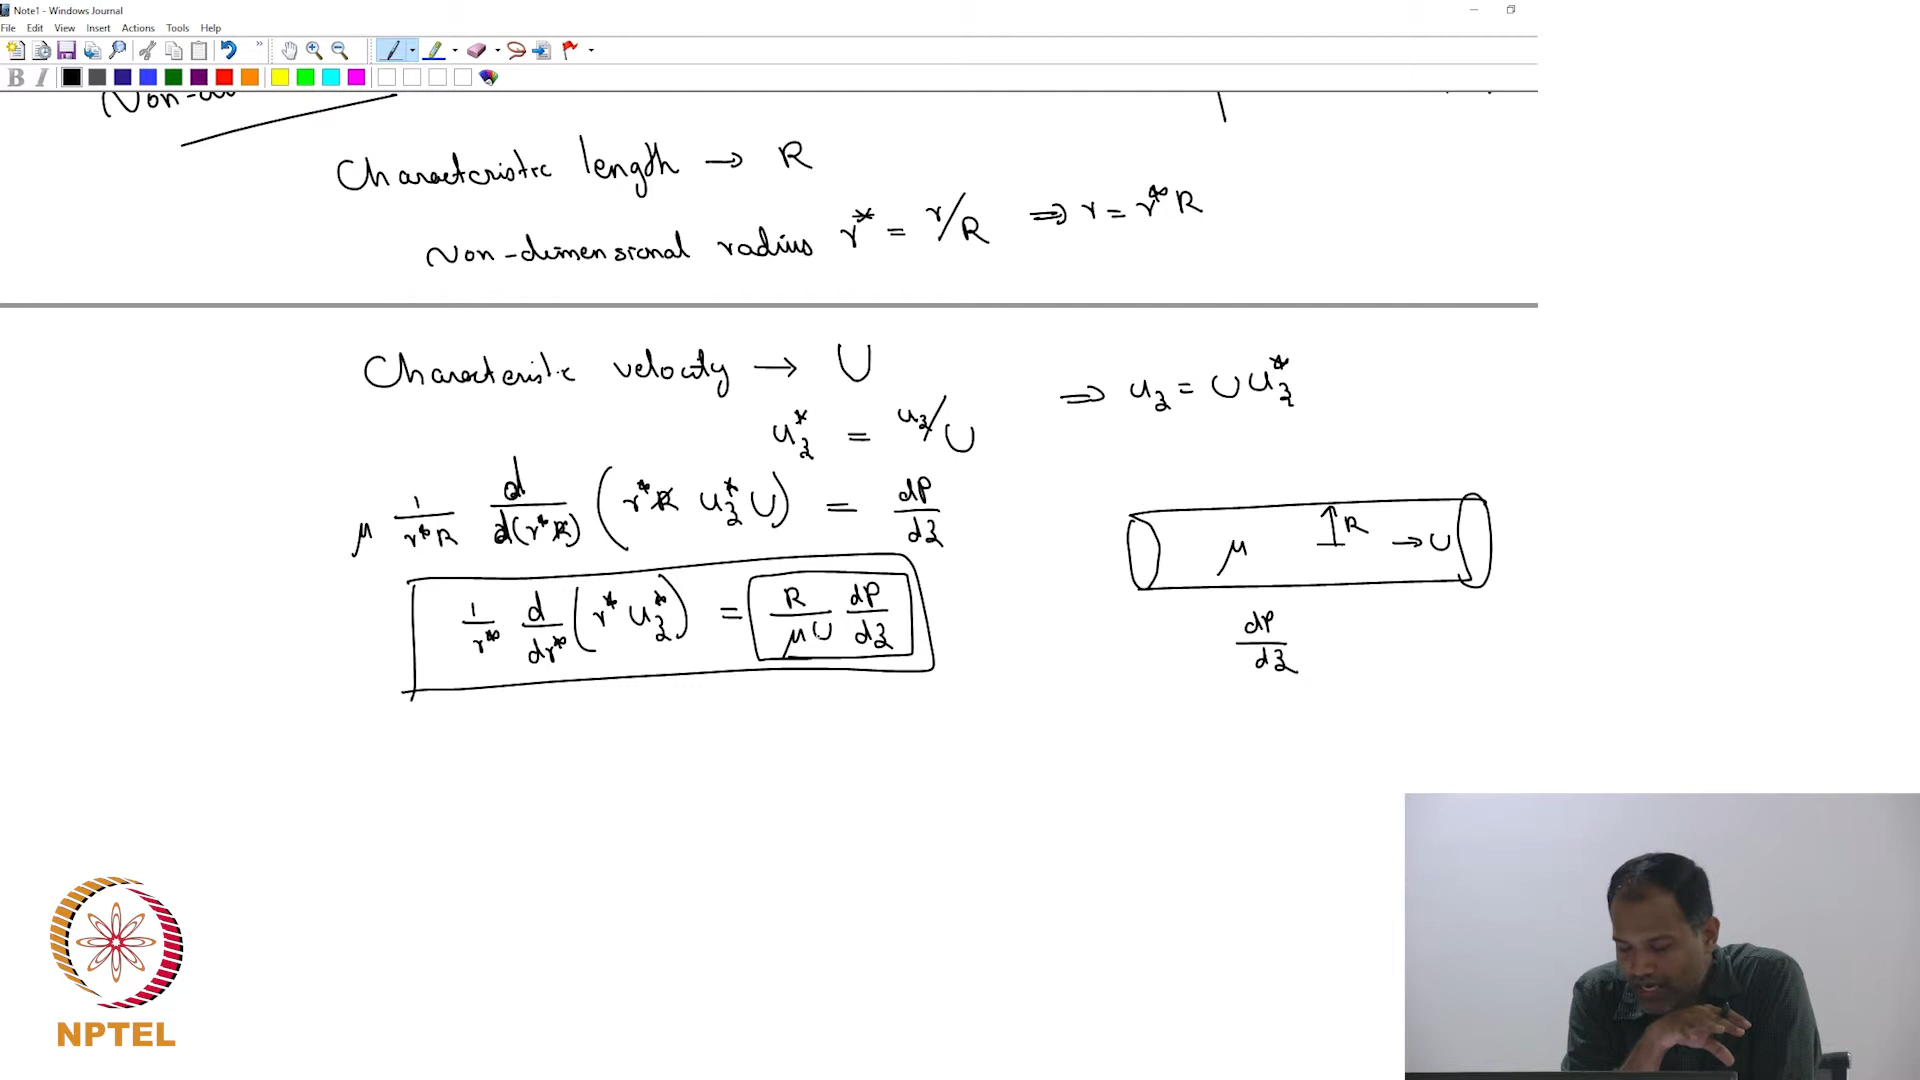 Note1 - Windows Journal
File Edit View Insert Actions Tools Help
B I
Characteristic length → R
Non-dimensional radius r* = r/R ⇒ r = r* R
Characteristic velocity → U
⇒ u_z = U u_z*
u_z* = u_z/U
μ 1/(r*R) d/d(r*R) (r*R u_z* U) = dP/dz
μ R → U
1/r* d/dr* (r* u_z*) = R/(μU) dP/dz
dP/dz
NPTEL